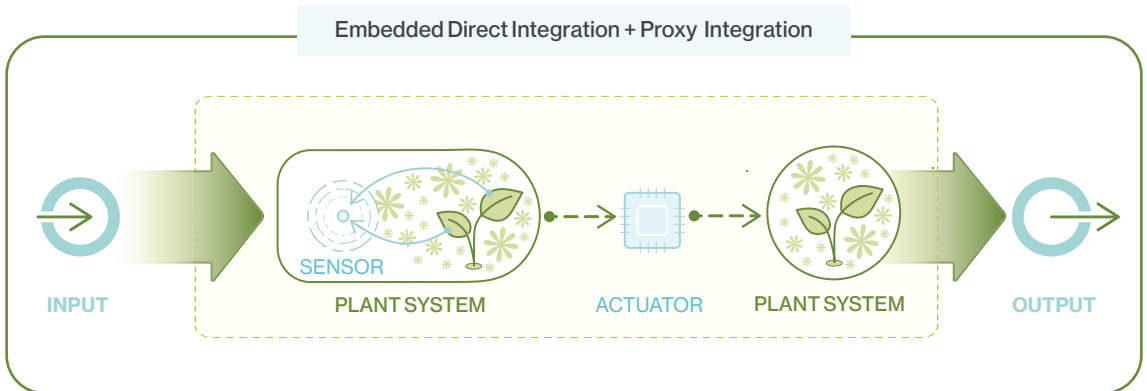 Embedded Direct Integration + Proxy Integration
SENSOR
INPUT
PLANT SYSTEM
ACTUATOR
PLANT SYSTEM
OUTPUT